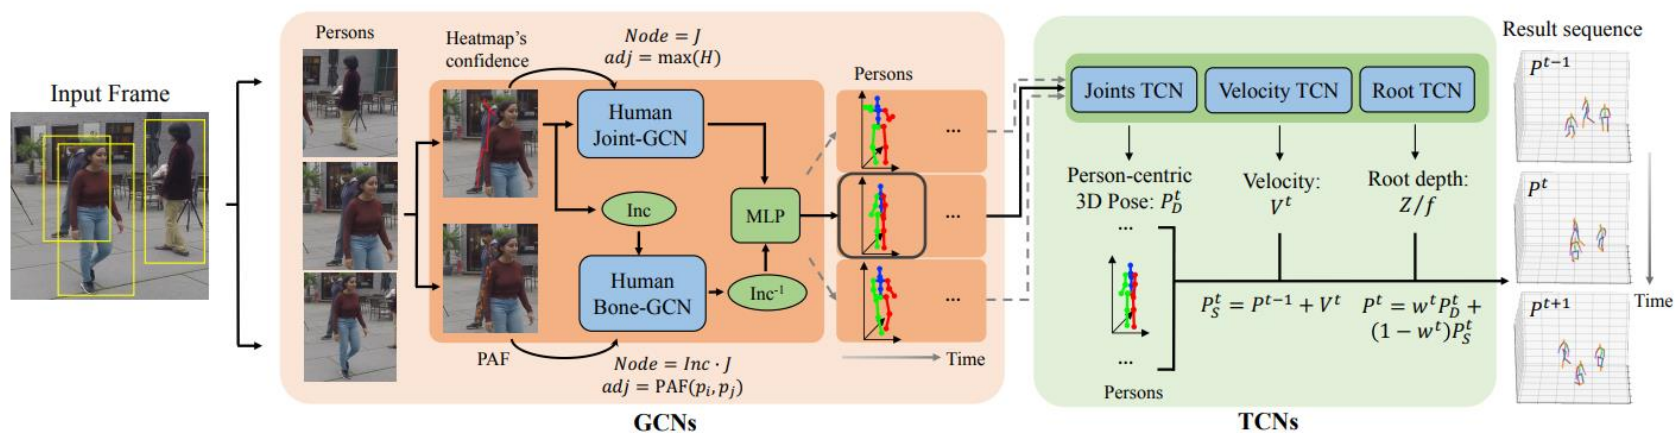 Input Frame
Persons
Heatmap's
confidence
Node = J
adj = max(H)
Human
Joint-GCN
Inc
Human
Bone-GCN
Inc⁻¹
MLP
PAF
Node = Inc · J
adj = PAF(pᵢ, pⱼ)
Persons
...
...
...
Time
GCNs
Joints TCN
Velocity TCN
Root TCN
Person-centric
3D Pose: P_D^t
Velocity:
V^t
Root depth:
Z/f
...
...
Persons
P_S^t = P^{t-1} + V^t
P^t = w^t P_D^t +
(1 - w^t)P_S^t
TCNs
Result sequence
P^{t-1}
P^t
P^{t+1}
Time